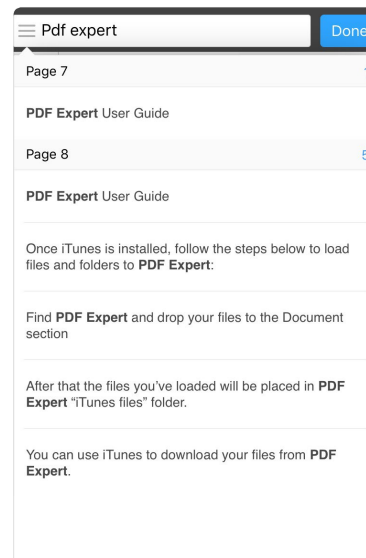 Pdf expert
Done
Page 7
1
PDF Expert User Guide
Page 8
5
PDF Expert User Guide
Once iTunes is installed, follow the steps below to load
files and folders to PDF Expert:
Find PDF Expert and drop your files to the Document
section
After that the files you’ve loaded will be placed in PDF
Expert “iTunes files” folder.
You can use iTunes to download your files from PDF
Expert.